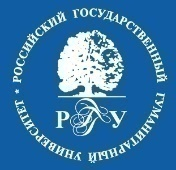 РОССИЙСКИЙ ГОСУДАРСТВЕННЫЙ ГУМАНИТАРНЫЙ УНИВЕРСИТЕТ *
РГГУ